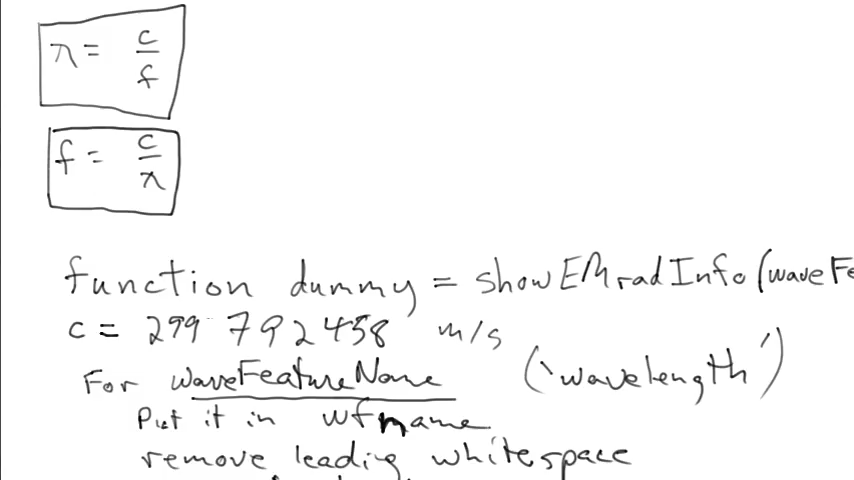 λ = c/f
f = c/λ
function dummy = showEMradInfo(waveFe
c = 299 792 458 m/s
For waveFeatureName ('wavelength')
Put it in wfname
remove leading whitespace